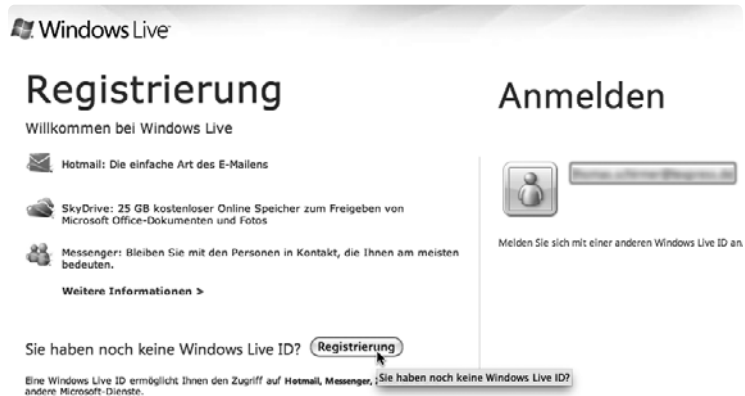 Windows Live
Registrierung
Willkommen bei Windows Live
Hotmail: Die einfache Art des E-Mailens
SkyDrive: 25 GB kostenloser Online Speicher zum Freigeben von
Microsoft Office-Dokumenten und Fotos
Messenger: Bleiben Sie mit den Personen in Kontakt, die Ihnen am meisten
bedeuten.
Weitere Informationen >
Sie haben noch keine Windows Live ID? Registrierung
Sie haben noch keine Windows Live ID?
Eine Windows Live ID ermöglicht Ihnen den Zugriff auf Hotmail, Messenger,
andere Microsoft-Dienste.
Anmelden
Melden Sie sich mit einer anderen Windows Live ID an.